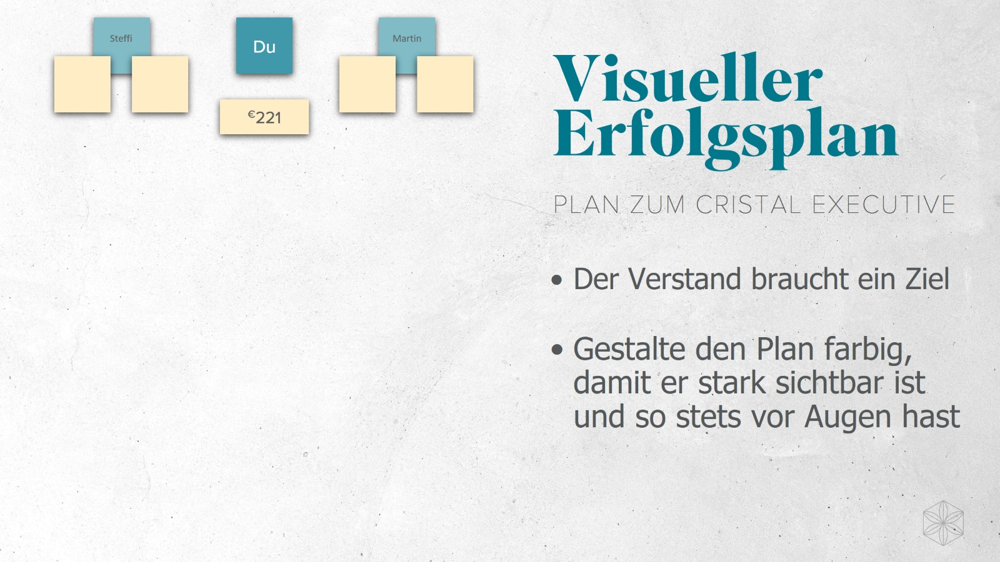 Steffi
Du
Martin
€221
Visueller
Erfolgsplan
PLAN ZUM CRISTAL EXECUTIVE
• Der Verstand braucht ein Ziel
• Gestalte den Plan farbig,
damit er stark sichtbar ist
und so stets vor Augen hast